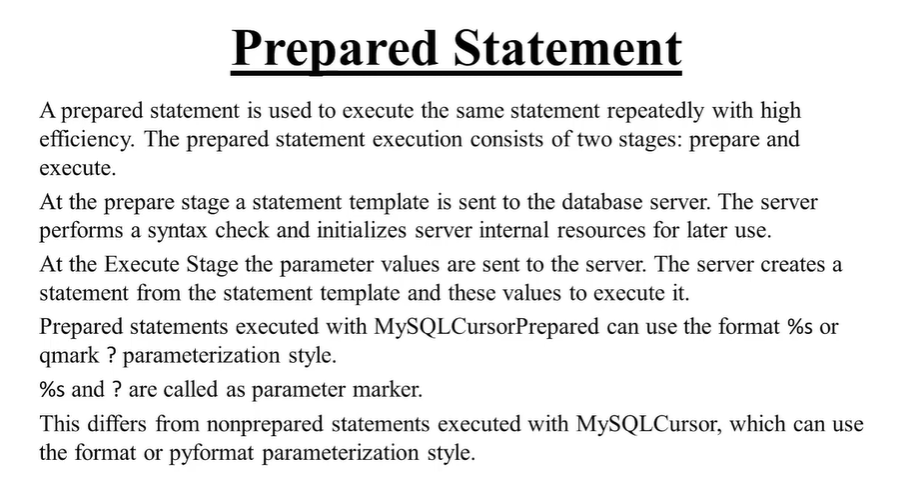 Prepared Statement
A prepared statement is used to execute the same statement repeatedly with high
efficiency. The prepared statement execution consists of two stages: prepare and
execute.
At the prepare stage a statement template is sent to the database server. The server
performs a syntax check and initializes server internal resources for later use.
At the Execute Stage the parameter values are sent to the server. The server creates a
statement from the statement template and these values to execute it.
Prepared statements executed with MySQLCursorPrepared can use the format %s or
qmark ? parameterization style.
%s and ? are called as parameter marker.
This differs from nonprepared statements executed with MySQLCursor, which can use
the format or pyformat parameterization style.